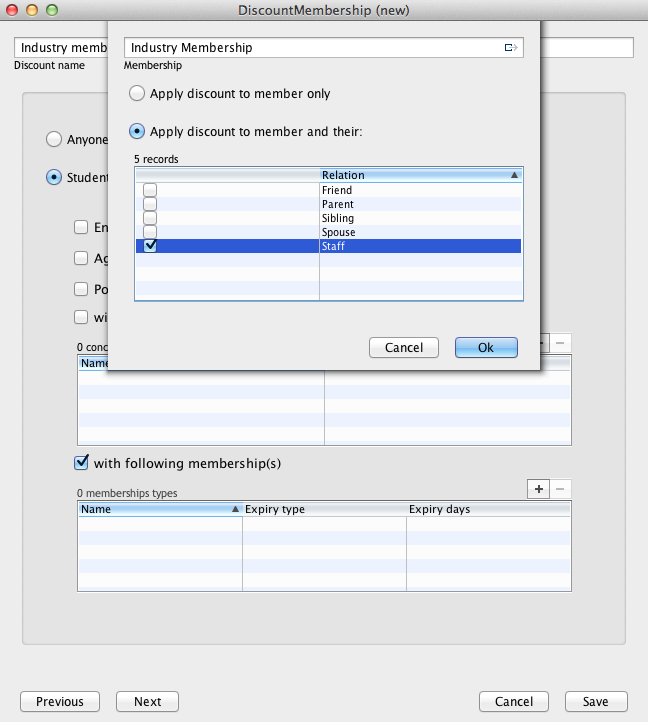 DiscountMembership (new)
Industry memb
Discount name
Industry Membership
Membership
Apply discount to member only
Apply discount to member and their:
5 records
Relation
Friend
Parent
Sibling
Spouse
Staff
Cancel
Ok
Anyone
Student
En
Ag
Po
wi
0 conc
Name
with following membership(s)
0 memberships types
Name
Expiry type
Expiry days
Previous
Next
Cancel
Save